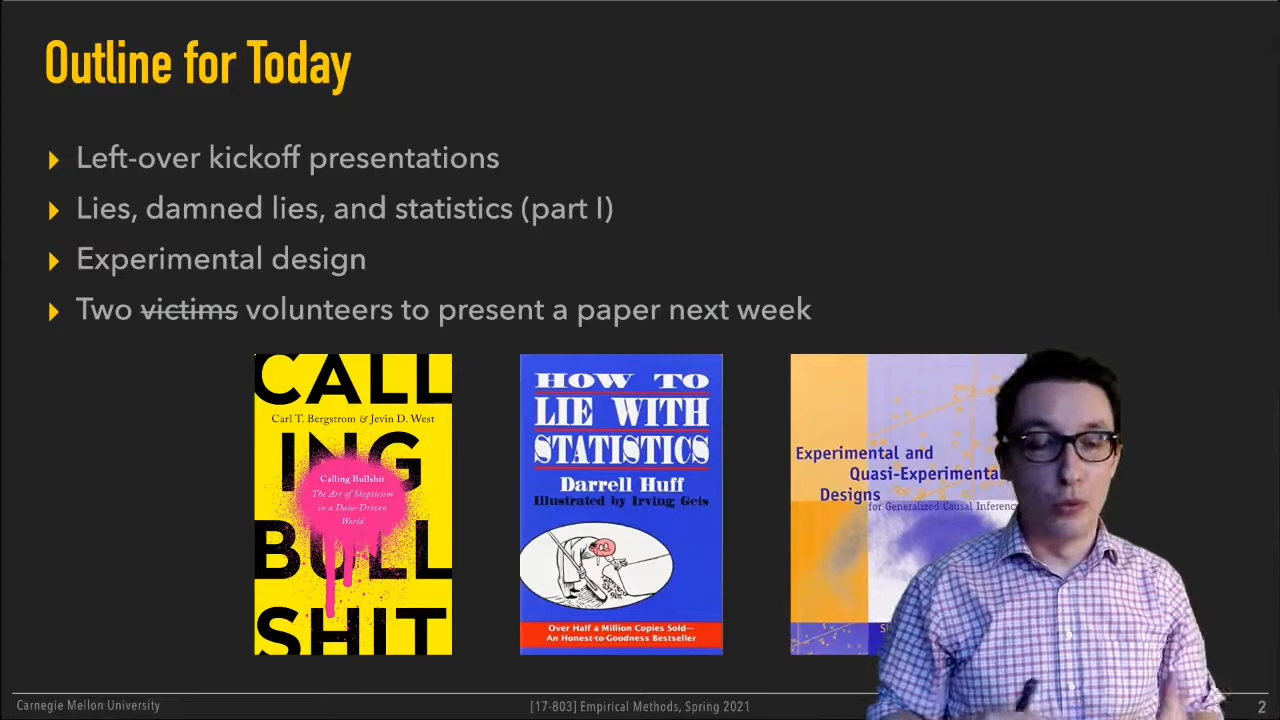 Outline for Today
Left-over kickoff presentations
Lies, damned lies, and statistics (part I)
Experimental design
Two victims volunteers to present a paper next week
CALL
Carl T. Bergstrom & Jevin D. West
ING
Calling Bullshit
The Art of Skepticism
in a Data-Driven
World
BULL
SHIT
HOW TO
LIE WITH
STATISTICS
Darrell Huff
Illustrated by Irving Geis
Over Half a Million Copies Sold—
An Honest-to-Goodness Bestseller
Experimental and
Quasi-Experimenta
Designs
for Generalized Causal Inferenc
Carnegie Mellon University
[17-803] Empirical Methods, Spring 2021
2